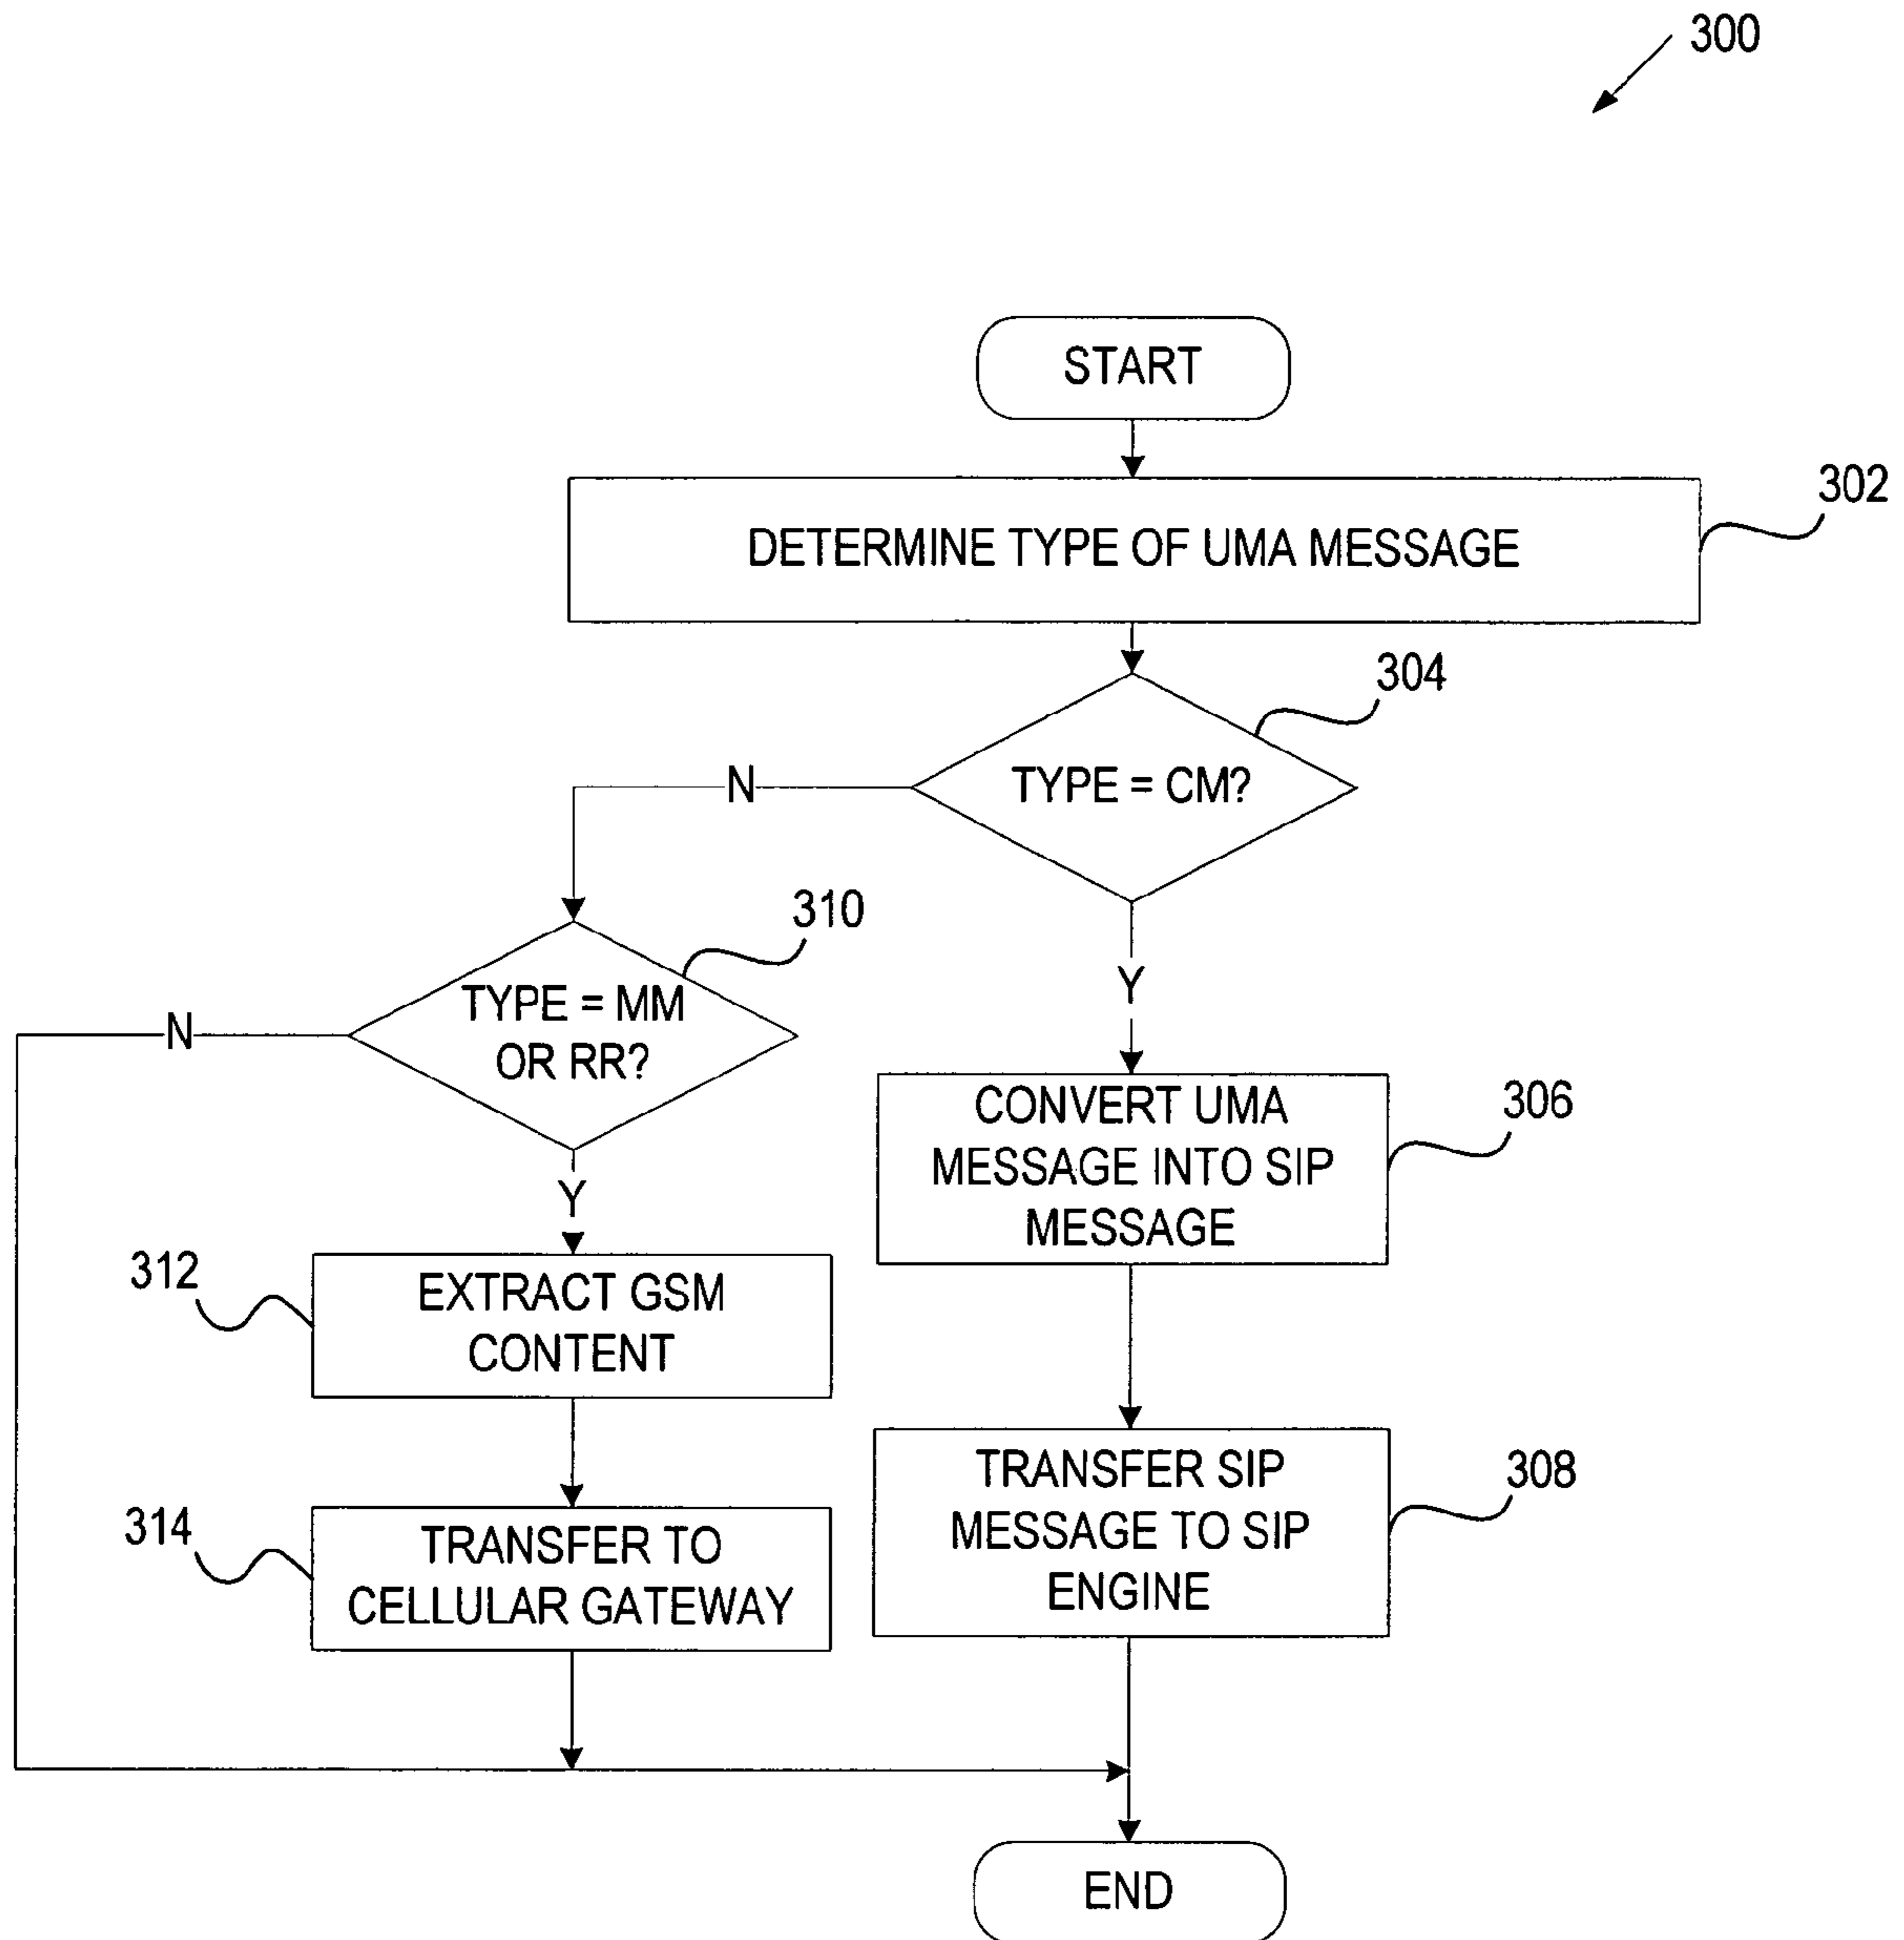 300
START
302
DETERMINE TYPE OF UMA MESSAGE
304
TYPE = CM?
N
310
TYPE = MM
OR RR?
N
Y
Y
306
CONVERT UMA
MESSAGE INTO SIP
MESSAGE
312
EXTRACT GSM
CONTENT
308
TRANSFER SIP
MESSAGE TO SIP
ENGINE
314
TRANSFER TO
CELLULAR GATEWAY
END